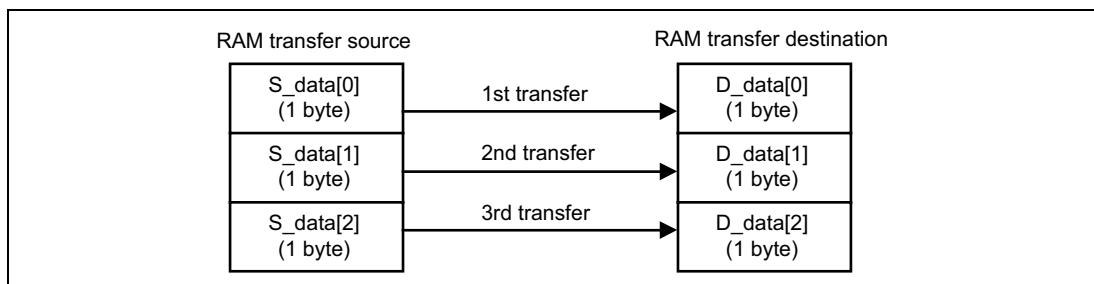 RAM transfer source
RAM transfer destination
S_data[0]
(1 byte)
1st transfer
D_data[0]
(1 byte)
S_data[1]
(1 byte)
2nd transfer
D_data[1]
(1 byte)
S_data[2]
(1 byte)
3rd transfer
D_data[2]
(1 byte)